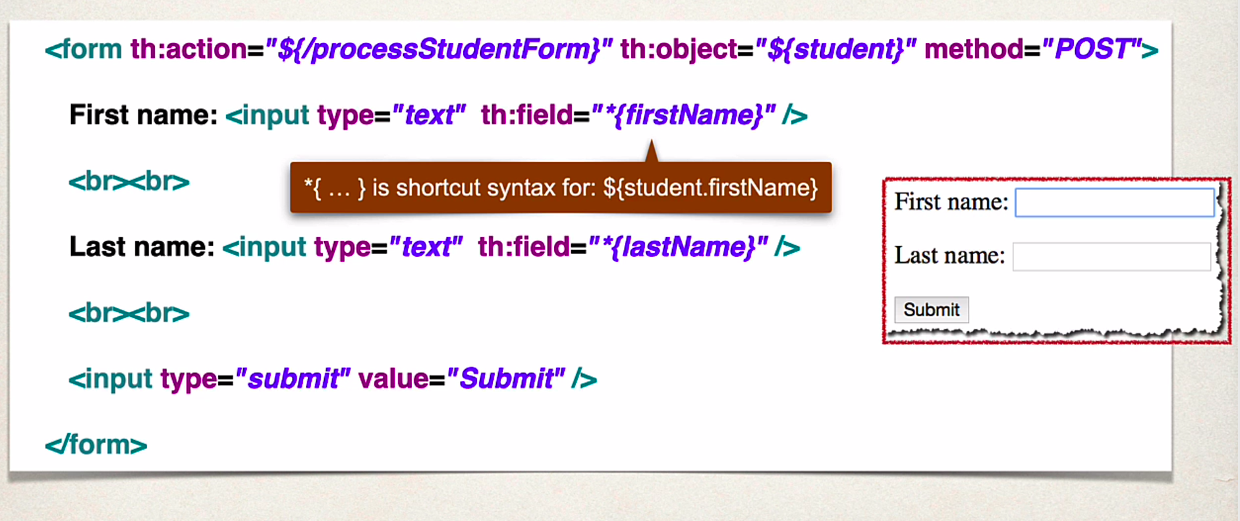 <form th:action="${/processStudentForm}" th:object="${student}" method="POST">
First name: <input type="text" th:field="*{firstName}" />
*{ … } is shortcut syntax for: ${student.firstName}
<br><br>
Last name: <input type="text" th:field="*{lastName}" />
<br><br>
<input type="submit" value="Submit" />
</form>
First name:
Last name:
Submit